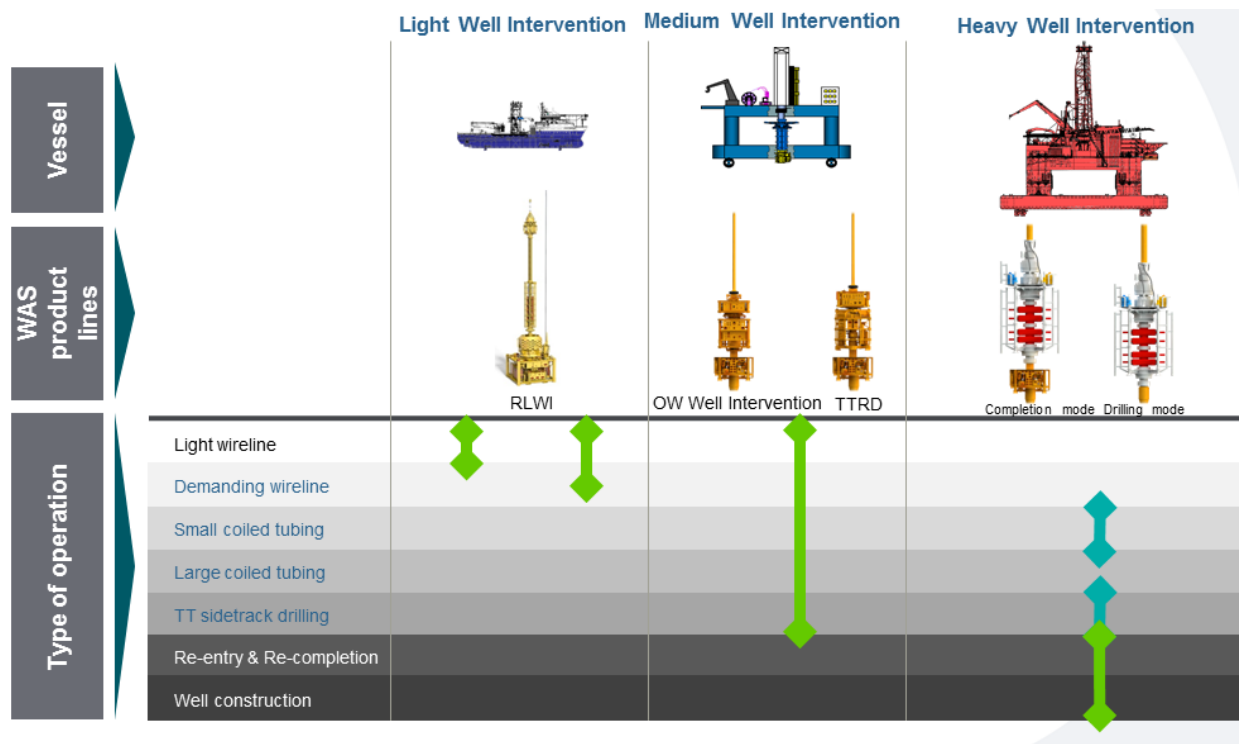 Light Well Intervention
Medium Well Intervention
Heavy Well Intervention
Vessel
WAS
product
lines
RLWI
OW Well Intervention
TTRD
Completion mode
Drilling mode
Type of operation
Light wireline
Demanding wireline
Small coiled tubing
Large coiled tubing
TT sidetrack drilling
Re-entry & Re-completion
Well construction